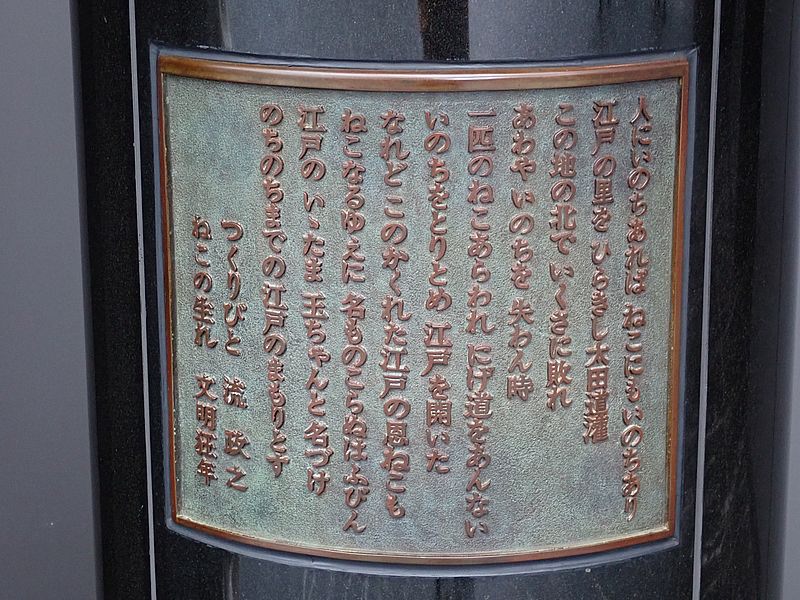 人にいのちあれば ねこにもいのちあり
江戸の里を ひらきし太田道灌
この地の北でいくさに敗れ
あわや いのちを 失わん時
一匹のねこあらわれ にげ道をあんない
いのちをとりとめ 江戸を開いた
なれど このかくれた江戸の恩ねこも
ねこなるゆえに 名ものこらぬはふびん
江戸の いゝたま 玉ちゃんと名づけ
のちのちまでの江戸のまもりとす
つくりびと 流 政之
ねこの生れ 文明狂年